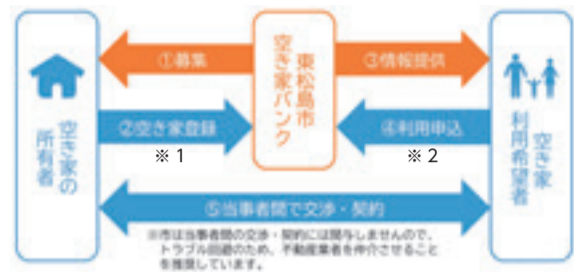 ①募集
③情報提供
東松島市
空き家バンク
②空き家登録
※1
④利用申込
※2
空き家の
所有者
空き家
利用希望者
⑤当事者間で交渉・契約
※市は当事者間の交渉・契約には関与しませんので、
トラブル回避のため、不動産業者を仲介させること
を推奨しています。